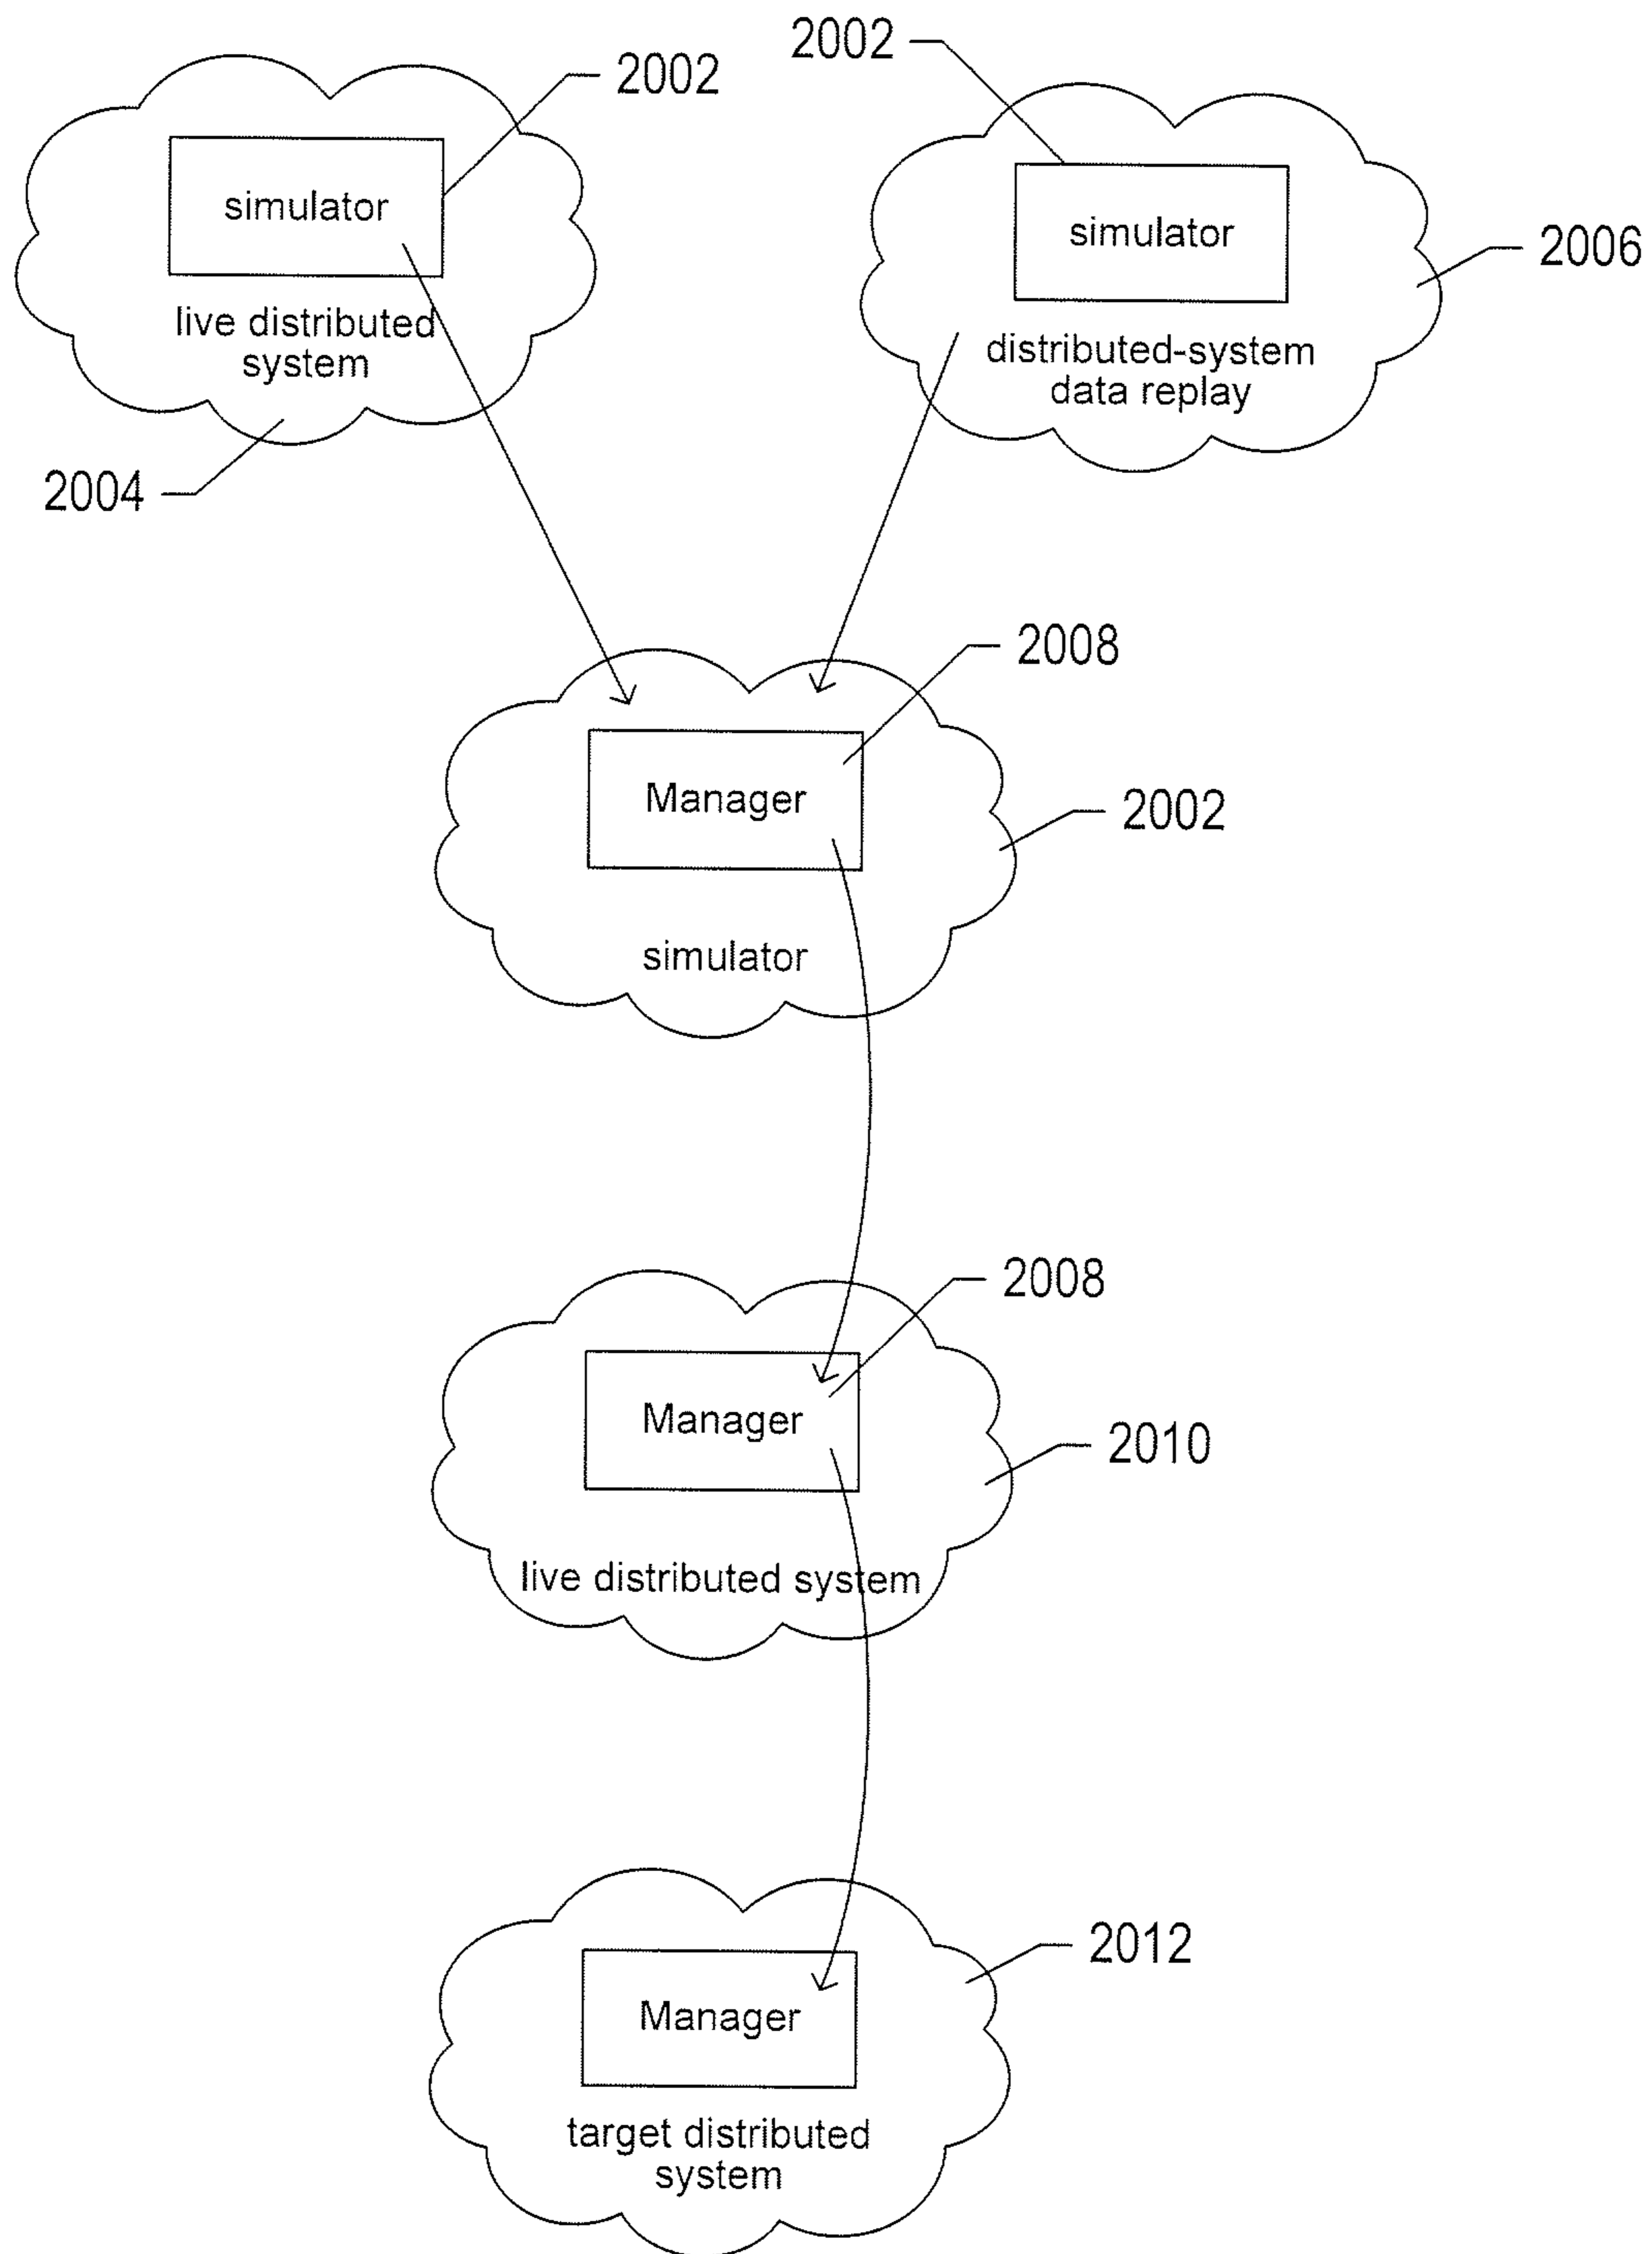 2002
2002
simulator
simulator
2006
live distributed
system
distributed-system
data replay
2004
2008
Manager
2002
simulator
2008
Manager
2010
live distributed system
2012
Manager
target distributed
system